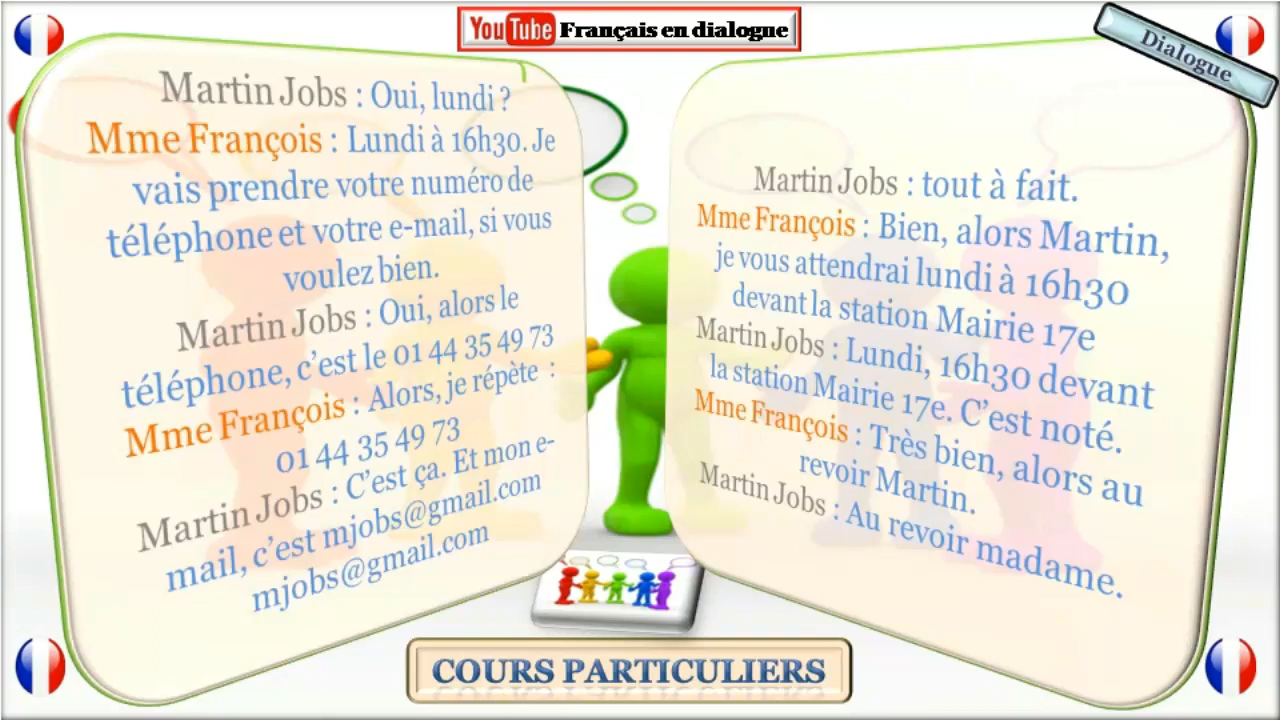 YouTube Français en dialogue
Dialogue
Martin Jobs : Oui, lundi ?
Mme François : Lundi à 16h30. Je
vais prendre votre numéro de
téléphone et votre e-mail, si vous
voulez bien.
Martin Jobs : Oui, alors le
téléphone, c’est le 01 44 35 49 73
Mme François : Alors, je répète :
01 44 35 49 73
Martin Jobs : C’est ça. Et mon e-
mail, c’est mjobs@gmail.com
mjobs@gmail.com
Martin Jobs : tout à fait.
Mme François : Bien, alors Martin,
je vous attendrai lundi à 16h30
devant la station Mairie 17e
Martin Jobs : Lundi, 16h30 devant
la station Mairie 17e. C’est noté.
Mme François : Très bien, alors au
revoir Martin.
Martin Jobs : Au revoir madame.
COURS PARTICULIERS